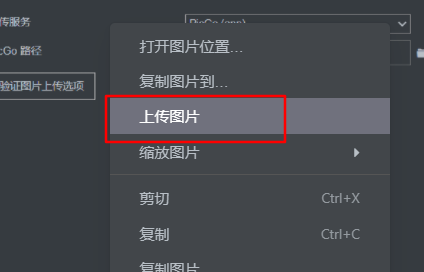 传服务
PicGo (app)
cGo 路径
验证图片上传选项
打开图片位置...
复制图片到...
上传图片
缩放图片
剪切 Ctrl+X
复制 Ctrl+C
复制图片